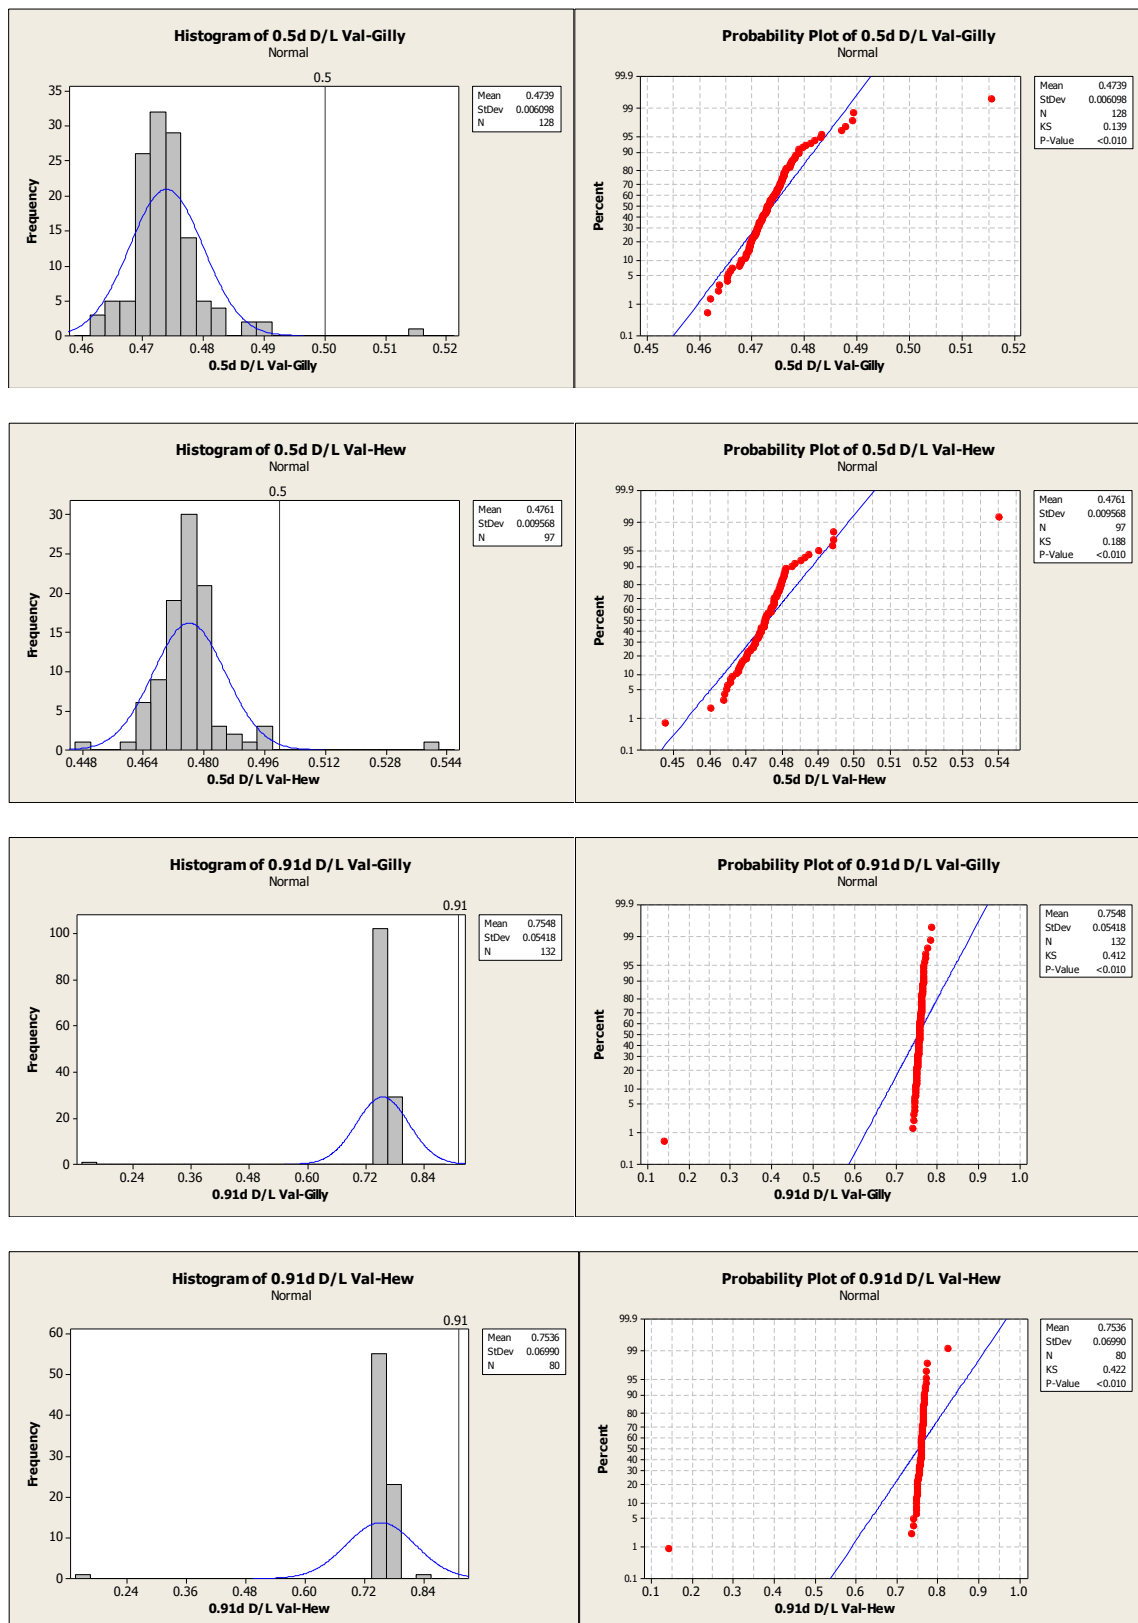 Histogram of 0.5d D/L Val-Gilly
Normal
0.5
35
30
25
20
15
10
5
0
Frequency
0.46 0.47 0.48 0.49 0.50 0.51 0.52
0.5d D/L Val-Gilly
Mean 0.4739
StDev 0.006098
N 128
Probability Plot of 0.5d D/L Val-Gilly
Normal
99.9
99
95
90
80
70
60
50
40
30
20
10
5
1
0.1
Percent
0.45 0.46 0.47 0.48 0.49 0.50 0.51 0.52
0.5d D/L Val-Gilly
Mean 0.4739
StDev 0.006098
N 128
KS 0.139
P-Value <0.010
Histogram of 0.5d D/L Val-Hew
Normal
0.5
30
25
20
15
10
5
0
Frequency
0.448 0.464 0.480 0.496 0.512 0.528 0.544
0.5d D/L Val-Hew
Mean 0.4761
StDev 0.009568
N 97
Probability Plot of 0.5d D/L Val-Hew
Normal
99.9
99
95
90
80
70
60
50
40
30
20
10
5
1
0.1
Percent
0.45 0.46 0.47 0.48 0.49 0.50 0.51 0.52 0.53 0.54
0.5d D/L Val-Hew
Mean 0.4761
StDev 0.009568
N 97
KS 0.188
P-Value <0.010
Histogram of 0.91d D/L Val-Gilly
Normal
0.91
100
80
60
40
20
0
Frequency
0.24 0.36 0.48 0.60 0.72 0.84
0.91d D/L Val-Gilly
Mean 0.7548
StDev 0.05418
N 132
Probability Plot of 0.91d D/L Val-Gilly
Normal
99.9
99
95
90
80
70
60
50
40
30
20
10
5
1
0.1
Percent
0.1 0.2 0.3 0.4 0.5 0.6 0.7 0.8 0.9 1.0
0.91d D/L Val-Gilly
Mean 0.7548
StDev 0.05418
N 132
KS 0.412
P-Value <0.010
Histogram of 0.91d D/L Val-Hew
Normal
0.91
60
50
40
30
20
10
0
Frequency
0.24 0.36 0.48 0.60 0.72 0.84
0.91d D/L Val-Hew
Mean 0.7536
StDev 0.06990
N 80
Probability Plot of 0.91d D/L Val-Hew
Normal
99.9
99
95
90
80
70
60
50
40
30
20
10
5
1
0.1
Percent
0.1 0.2 0.3 0.4 0.5 0.6 0.7 0.8 0.9 1.0
0.91d D/L Val-Hew
Mean 0.7536
StDev 0.06990
N 80
KS 0.422
P-Value <0.010